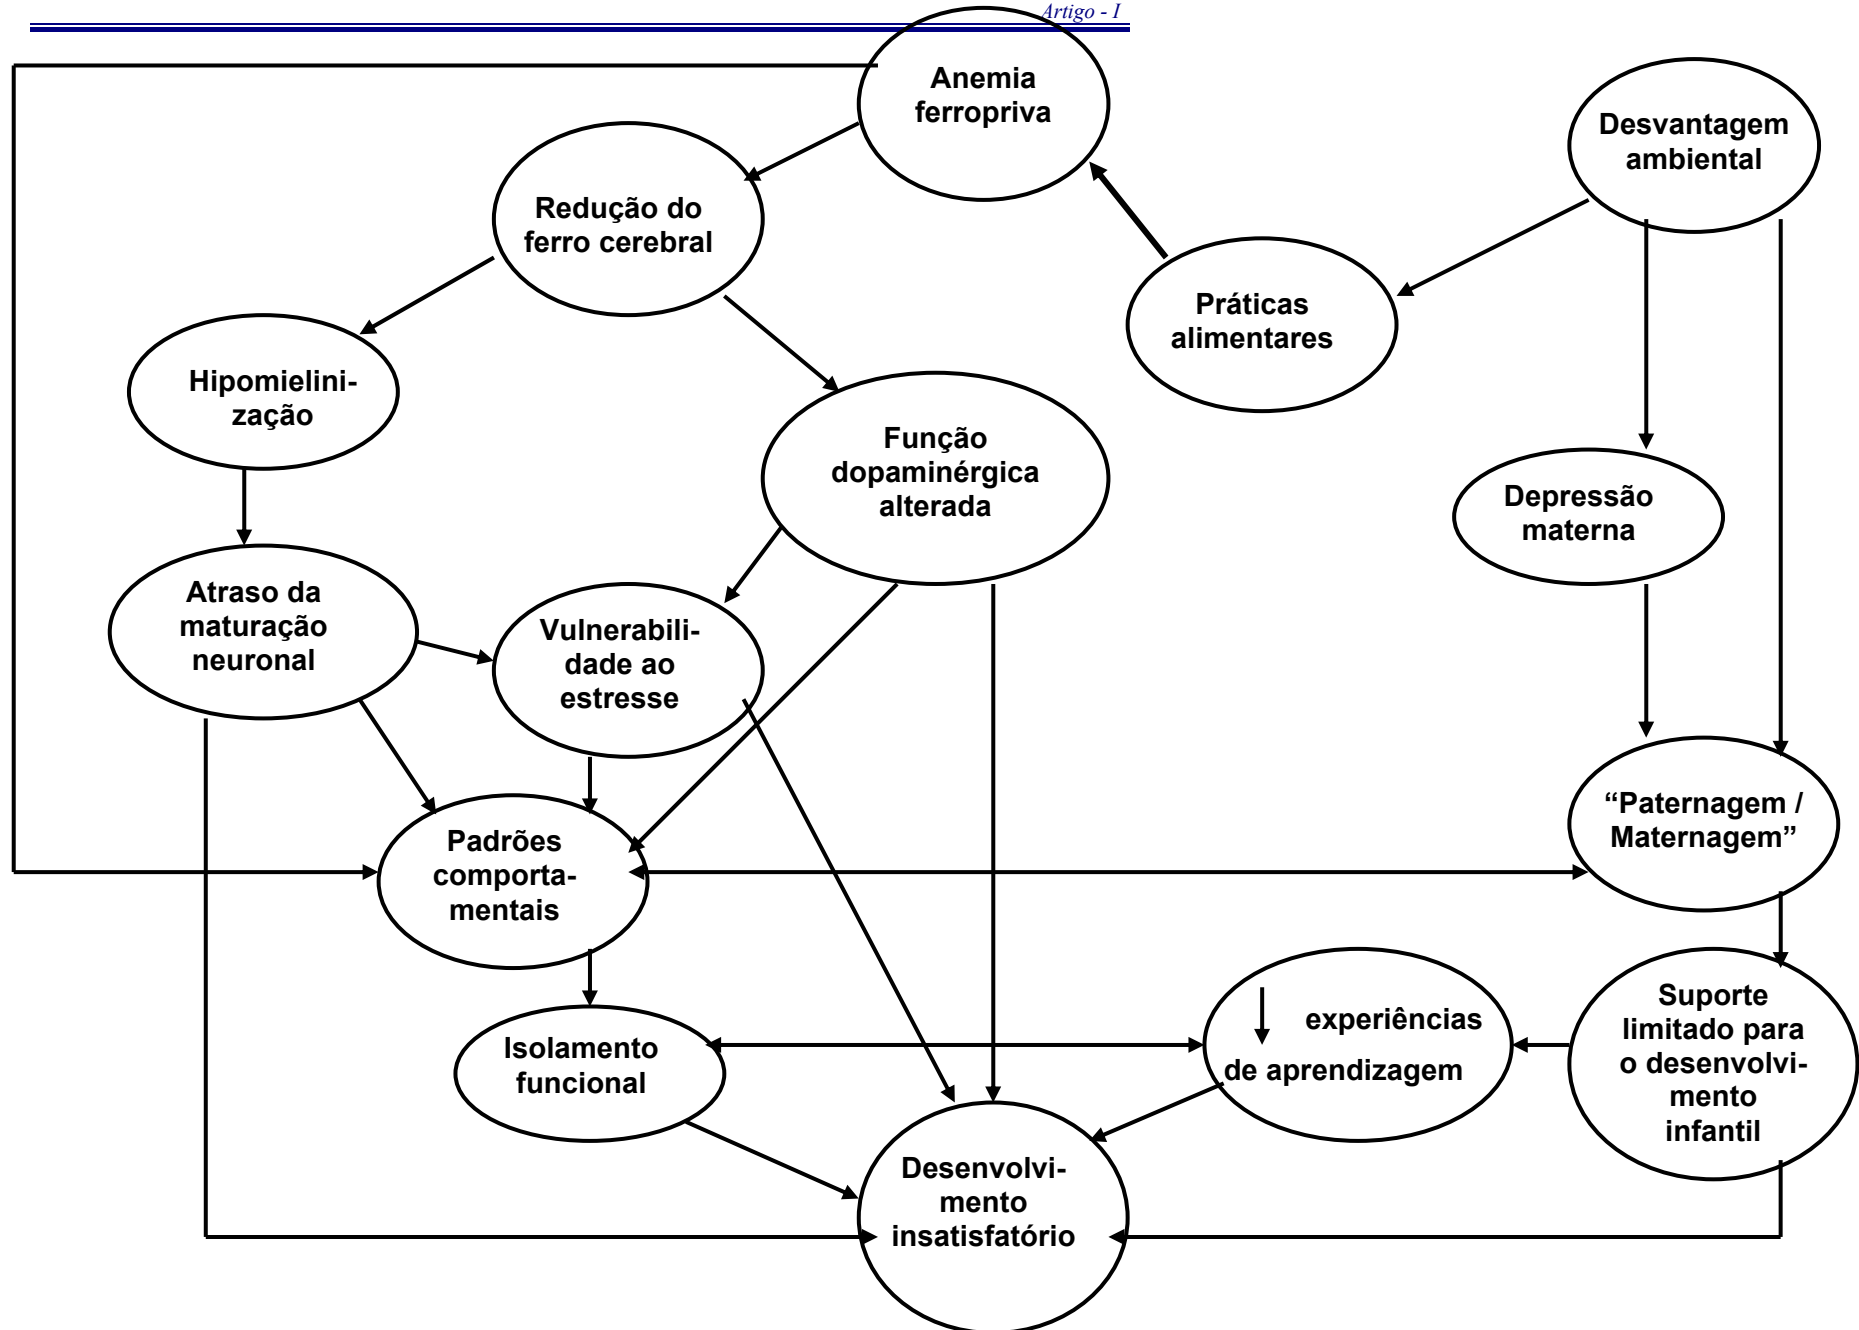 Artigo - I
Anemia
ferropriva
Desvantagem
ambiental
Redução do
ferro cerebral
Práticas
alimentares
Hipomielini-
zação
Função
dopaminérgica
alterada
Depressão
materna
Atraso da
maturação
neuronal
Vulnerabili-
dade ao
estresse
“Paternagem /
Maternagem”
Padrões
comporta-
mentais
Suporte
limitado para
o desenvolvi-
mento
infantil
experiências
de aprendizagem
Isolamento
funcional
Desenvolvi-
mento
insatisfatório